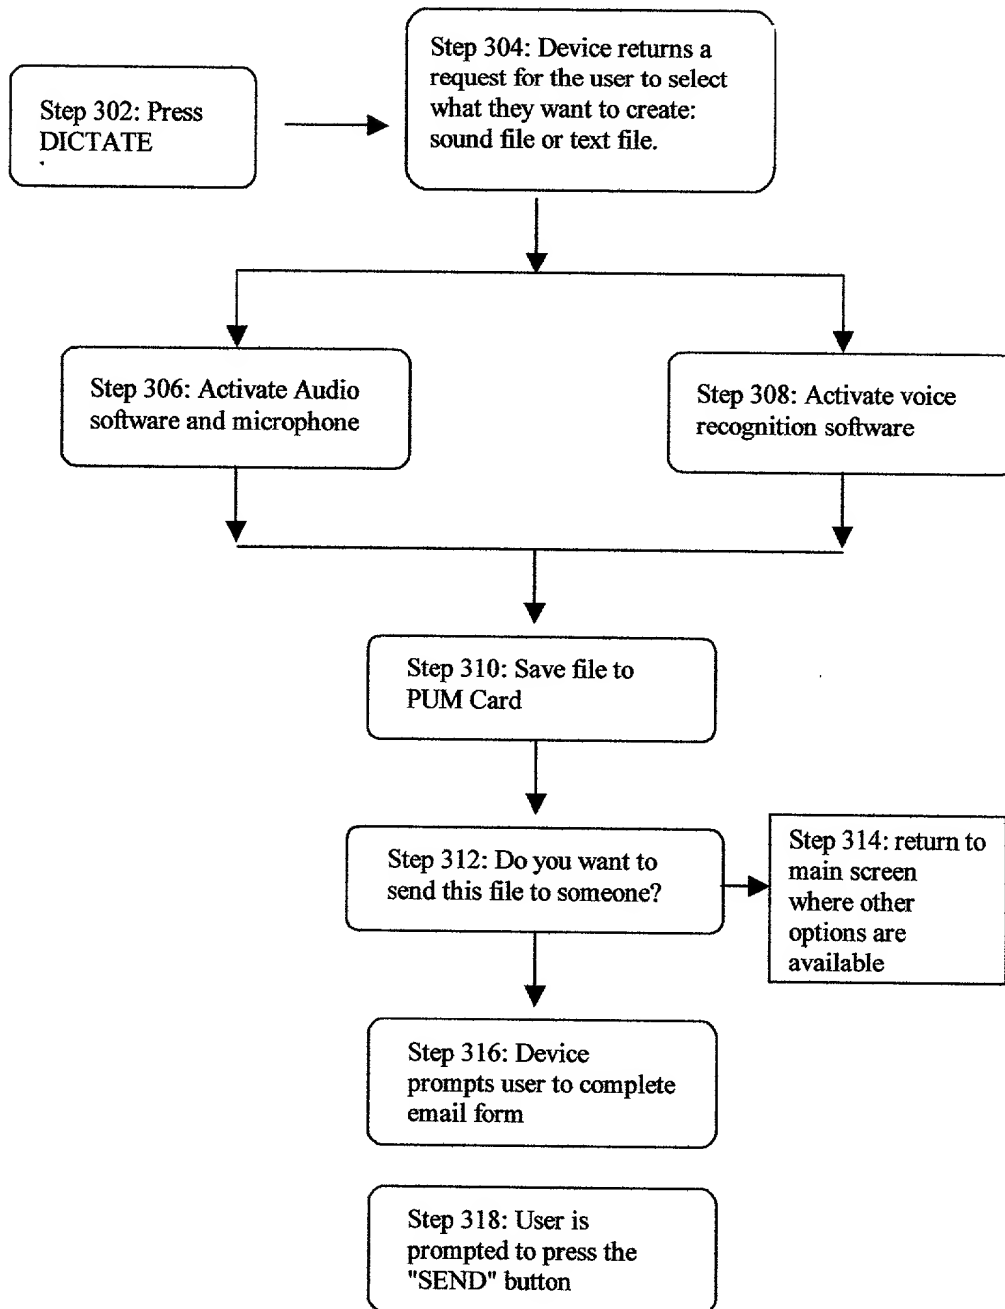 Step 302: Press
DICTATE
Step 304: Device returns a
request for the user to select
what they want to create:
sound file or text file.
Step 306: Activate Audio
software and microphone
Step 308: Activate voice
recognition software
Step 310: Save file to
PUM Card
Step 312: Do you want to
send this file to someone?
Step 314: return to
main screen
where other
options are
available
Step 316: Device
prompts user to complete
email form
Step 318: User is
prompted to press the
"SEND" button